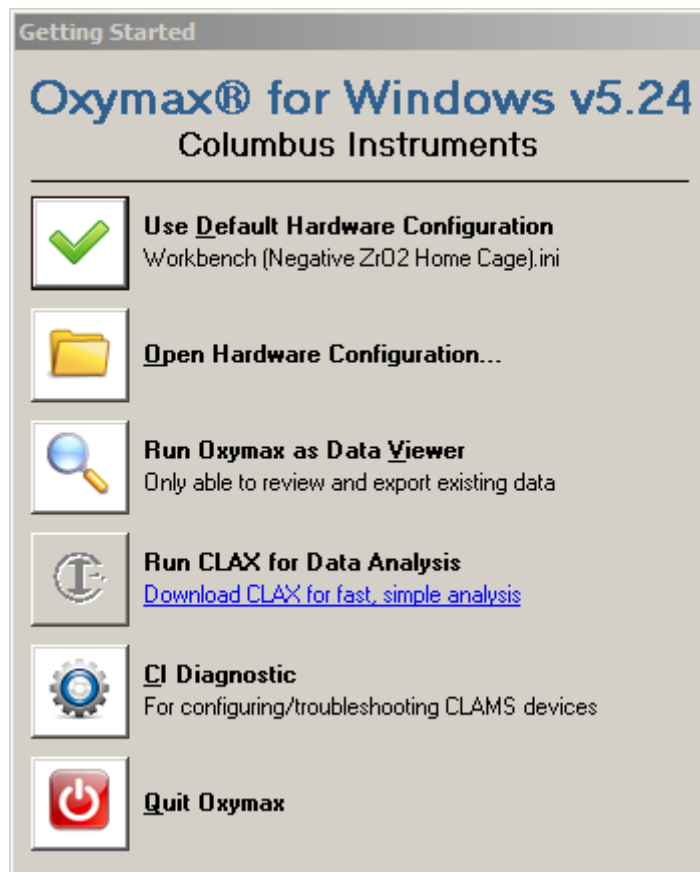 Getting Started
Oxymax® for Windows v5.24
Columbus Instruments
Use Default Hardware Configuration
Workbench (Negative ZrO2 Home Cage).ini
Open Hardware Configuration...
Run Oxymax as Data Viewer
Only able to review and export existing data
Run CLAX for Data Analysis
Download CLAX for fast, simple analysis
CI Diagnostic
For configuring/troubleshooting CLAMS devices
Quit Oxymax